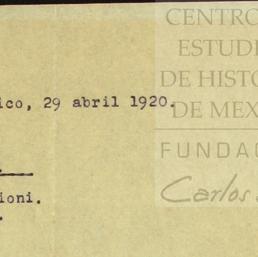 CENTRO
ESTUDI
DE HISTO
DE MEX
FUNDAC
Carlos
ico, 29 abril 1920.
ioni.